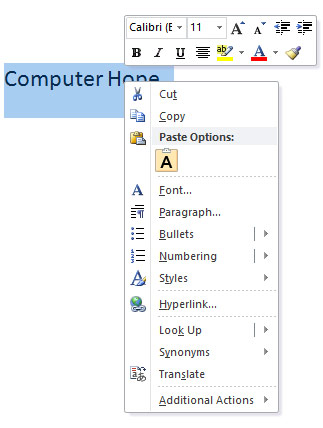 Calibri (E 11 A A
B I U ab A
Computer Hope
Cut
Copy
Paste Options:
A
A Font...
Paragraph...
Bullets
Numbering
A Styles
Hyperlink...
Look Up
Synonyms
Translate
Additional Actions